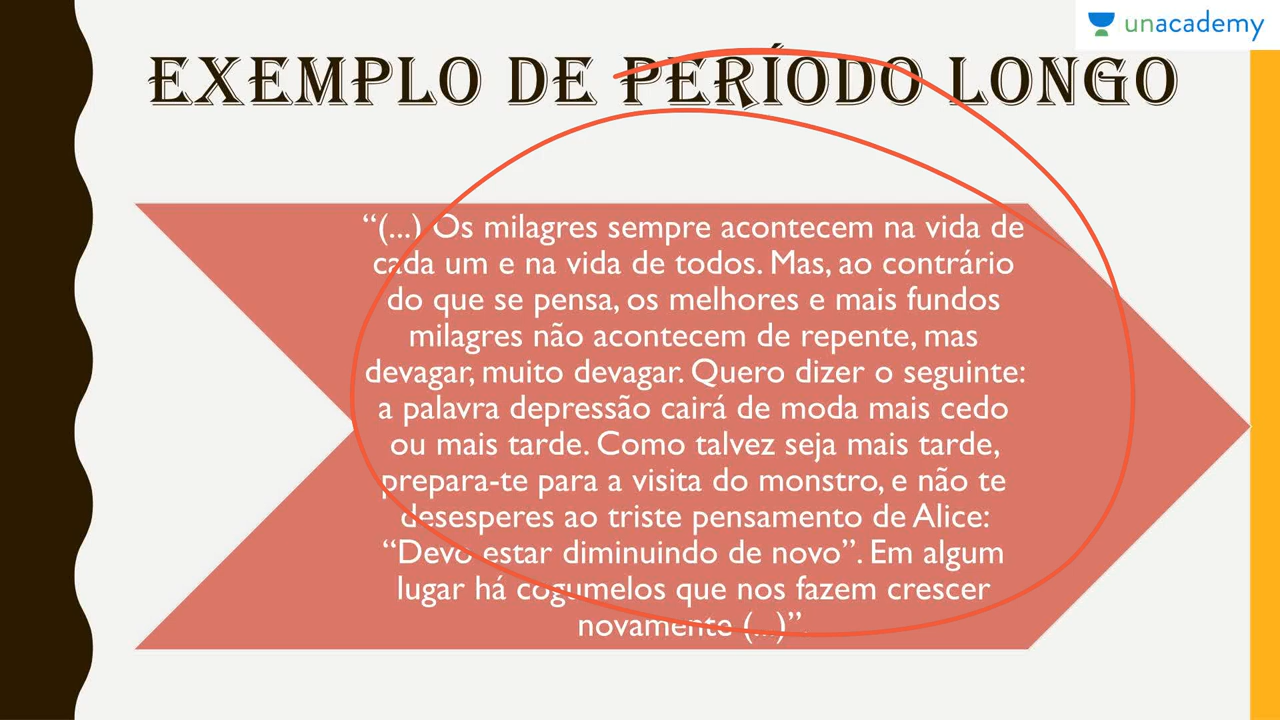 unacademy
EXEMPLO DE PERÍODO LONGO
“(...) Os milagres sempre acontecem na vida de
cada um e na vida de todos. Mas, ao contrário
do que se pensa, os melhores e mais fundos
milagres não acontecem de repente, mas
devagar, muito devagar. Quero dizer o seguinte:
a palavra depressão cairá de moda mais cedo
ou mais tarde. Como talvez seja mais tarde,
prepara-te para a visita do monstro, e não te
desesperes ao triste pensamento de Alice:
“Devo estar diminuindo de novo”. Em algum
lugar há cogumelos que nos fazem crescer
novamente (...)”.